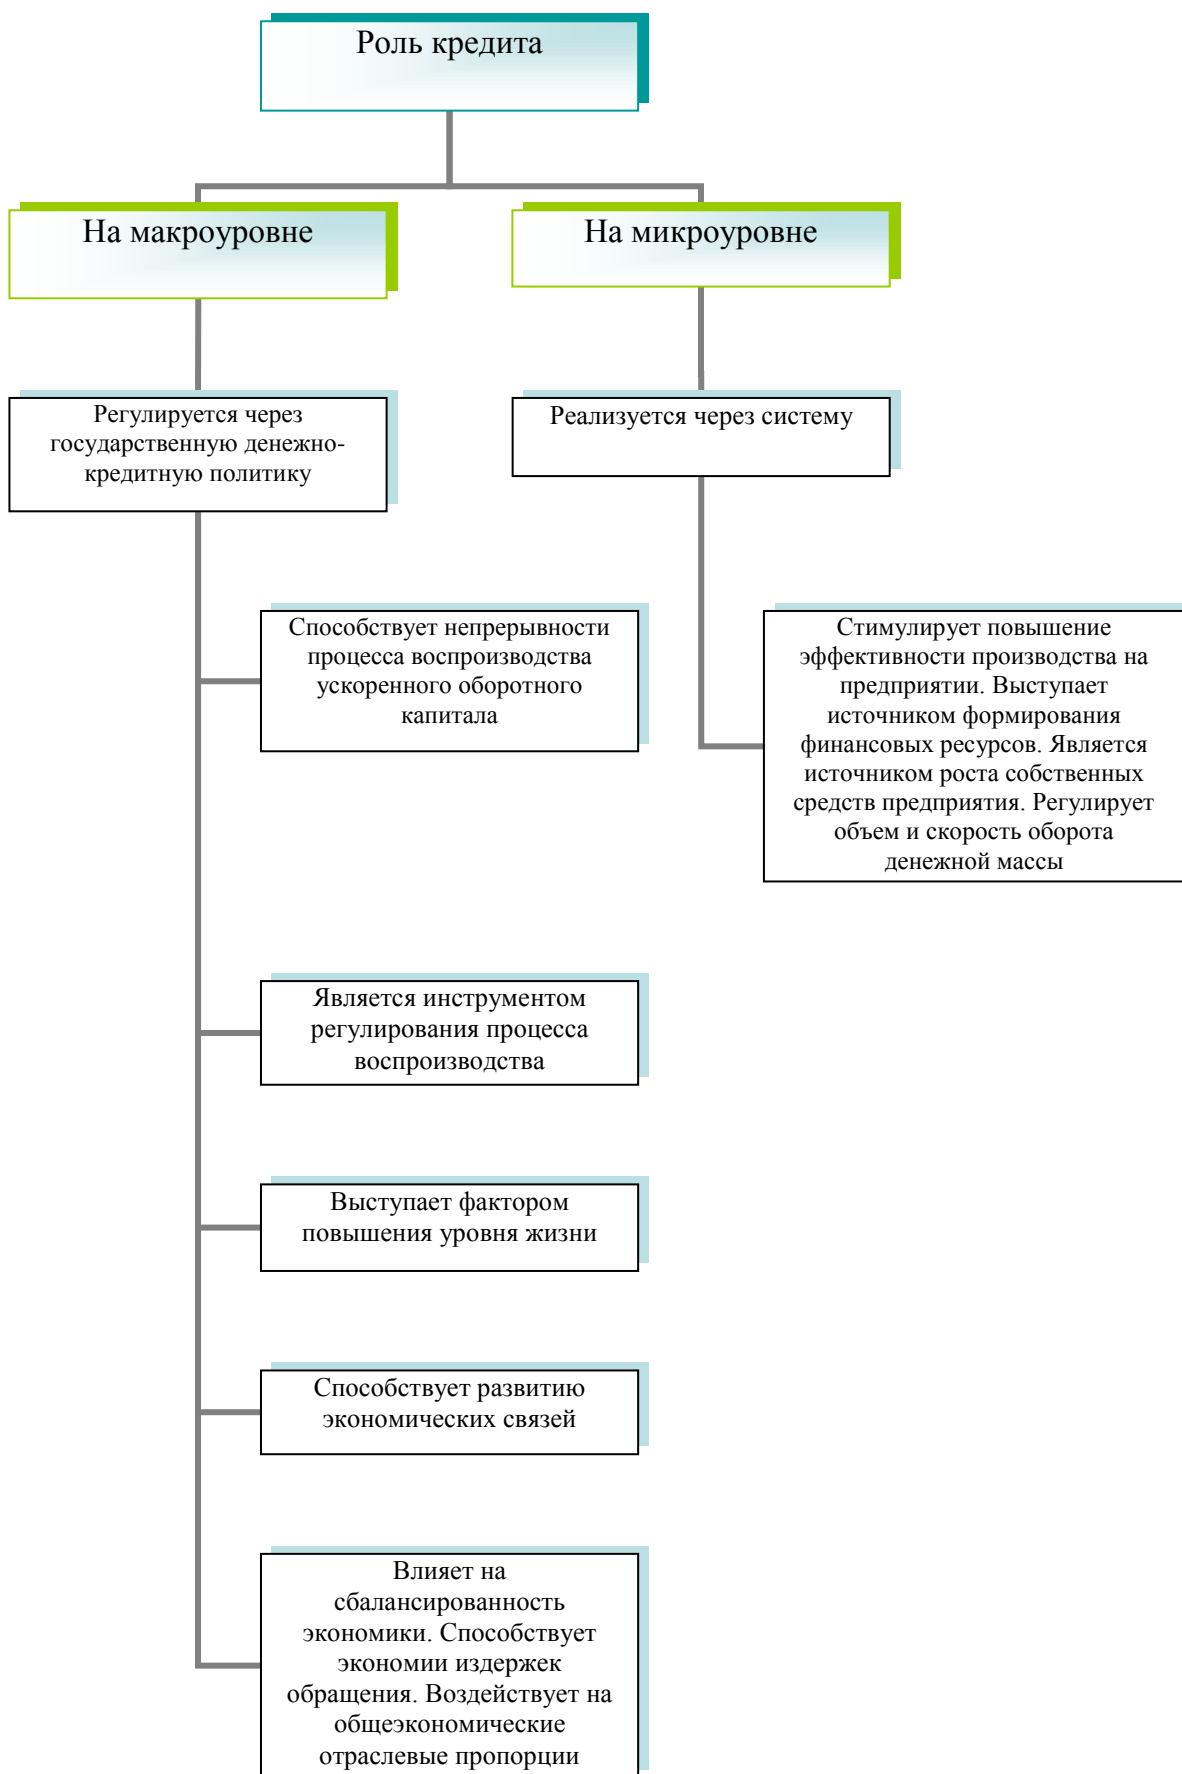 Роль кредита
На макроуровне
На микроуровне
Регулируется через
государственную денежно-
кредитную политику
Реализуется через систему
Способствует непрерывности
процесса воспроизводства
ускоренного оборотного
капитала
Стимулирует повышение
эффективности производства на
предприятии. Выступает
источником формирования
финансовых ресурсов. Является
источником роста собственных
средств предприятия. Регулирует
объем и скорость оборота
денежной массы
Является инструментом
регулирования процесса
воспроизводства
Выступает фактором
повышения уровня жизни
Способствует развитию
экономических связей
Влияет на
сбалансированность
экономики. Способствует
экономии издержек
обращения. Воздействует на
общеэкономические
отраслевые пропорции